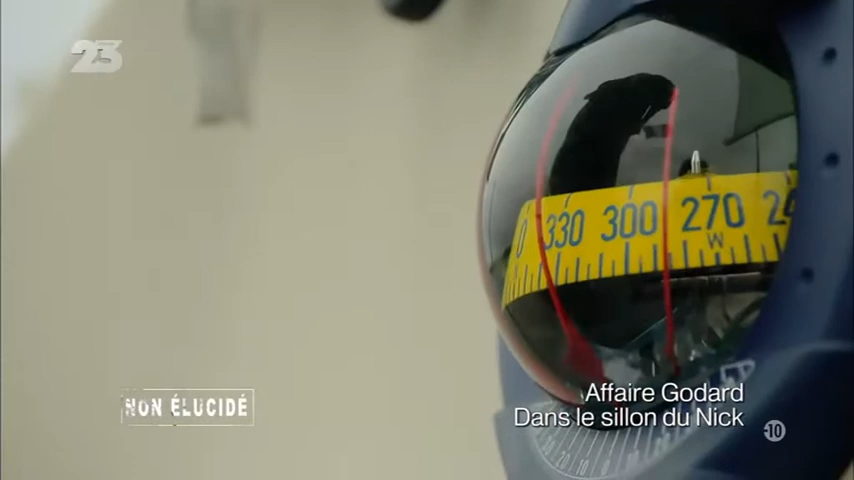 23
330 300 270 24
W
NON ÉLUCIDÉ
Affaire Godard
Dans le sillon du Nick
-10